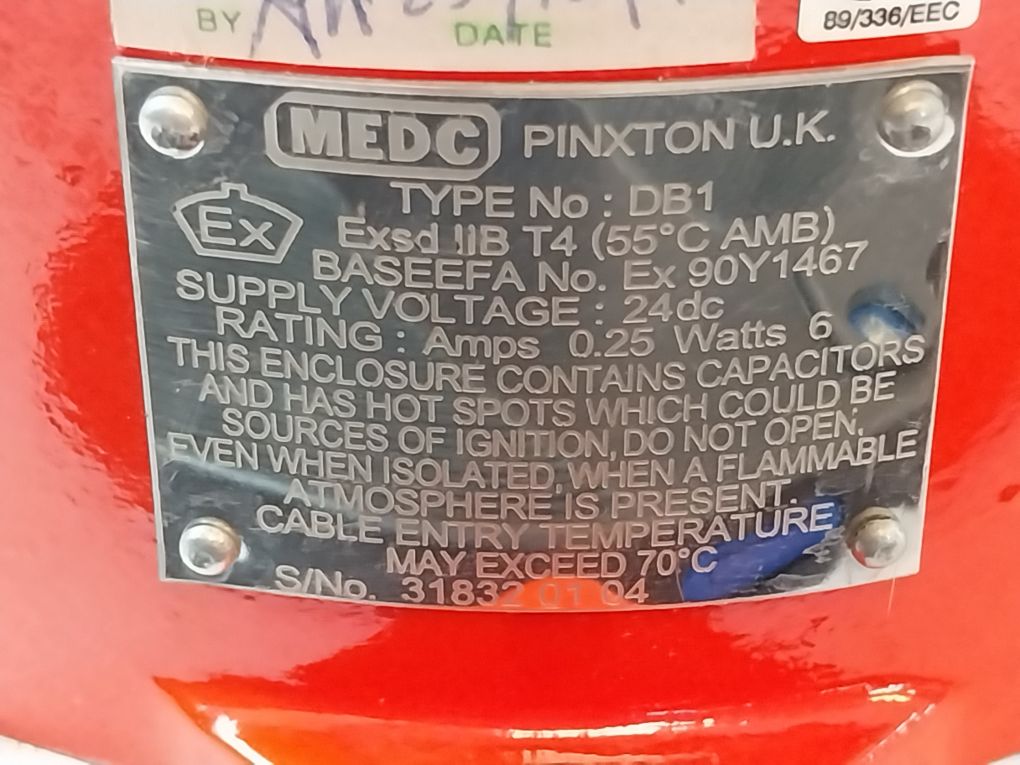 BY
DATE
89/336/EEC
MEDC PINXTON U.K.
Ex
TYPE No : DB1
Exsd IIB T4 (55°C AMB)
BASEEFA No. Ex 90Y1467
SUPPLY VOLTAGE : 24dc
RATING : Amps 0.25 Watts 6
THIS ENCLOSURE CONTAINS CAPACITORS
AND HAS HOT SPOTS WHICH COULD BE
SOURCES OF IGNITION, DO NOT OPEN,
EVEN WHEN ISOLATED, WHEN A FLAMMABLE
ATMOSPHERE IS PRESENT.
CABLE ENTRY TEMPERATURE
MAY EXCEED 70°C
S/No. 31832 01 04